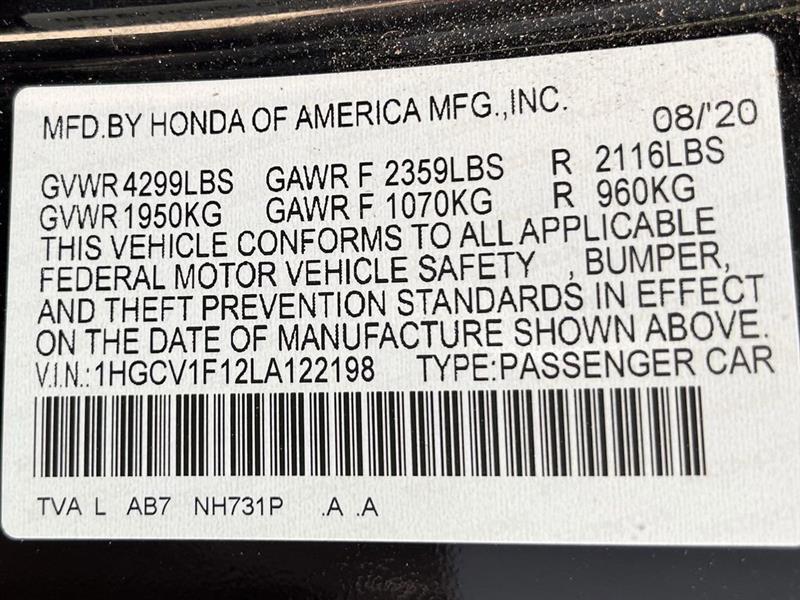 MFD.BY HONDA OF AMERICA MFG.,INC. 08/'20
GVWR 4299LBS GAWR F 2359LBS R 2116LBS
GVWR 1950KG GAWR F 1070KG R 960KG
THIS VEHICLE CONFORMS TO ALL APPLICABLE
FEDERAL MOTOR VEHICLE SAFETY , BUMPER,
AND THEFT PREVENTION STANDARDS IN EFFECT
ON THE DATE OF MANUFACTURE SHOWN ABOVE.
V.I.N.:1HGCV1F12LA122198 TYPE:PASSENGER CAR
TVA L AB7 NH731P .A .A